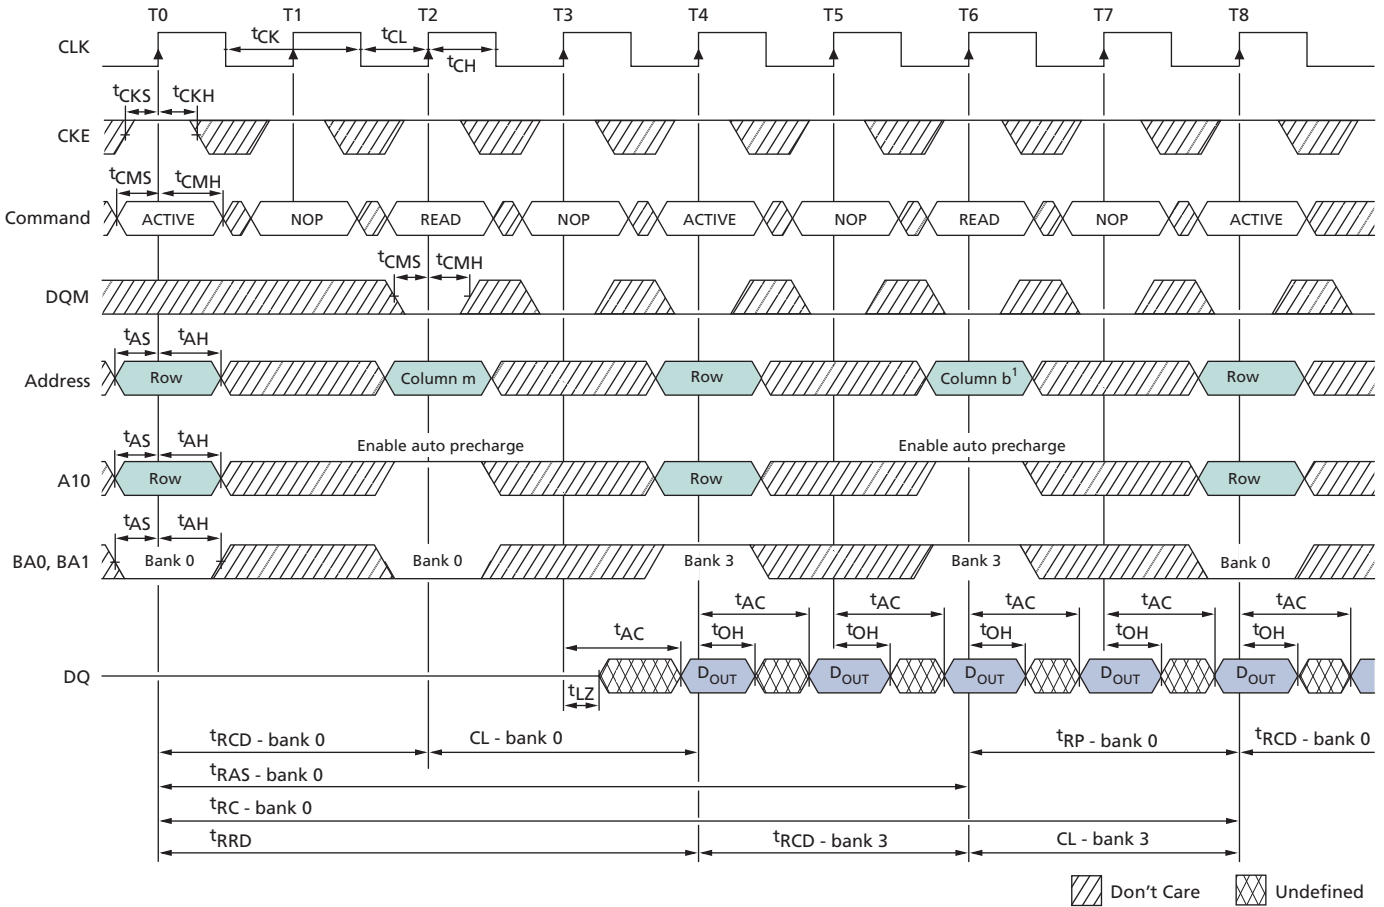 T0 T1 T2 T3 T4 T5 T6 T7 T8
CLK
tCK tCL
tCH
tCKS tCKH
CKE
tCMS tCMH
Command ACTIVE NOP READ NOP ACTIVE NOP READ NOP ACTIVE
tCMS tCMH
DQM
tAS tAH
Address Row Column m Row Column b1 Row
tAS tAH Enable auto precharge Enable auto precharge
A10 Row Row Row
tAS tAH
BA0, BA1 Bank 0 Bank 0 Bank 3 Bank 3 Bank 0
tAC tAC tAC tAC tAC
tAC tOH tOH tOH tOH tOH
DQ DOUT DOUT DOUT DOUT DOUT
tLZ
tRCD - bank 0 CL - bank 0 tRP - bank 0 tRCD - bank 0
tRAS - bank 0
tRC - bank 0
tRRD tRCD - bank 3 CL - bank 3
Don't Care Undefined